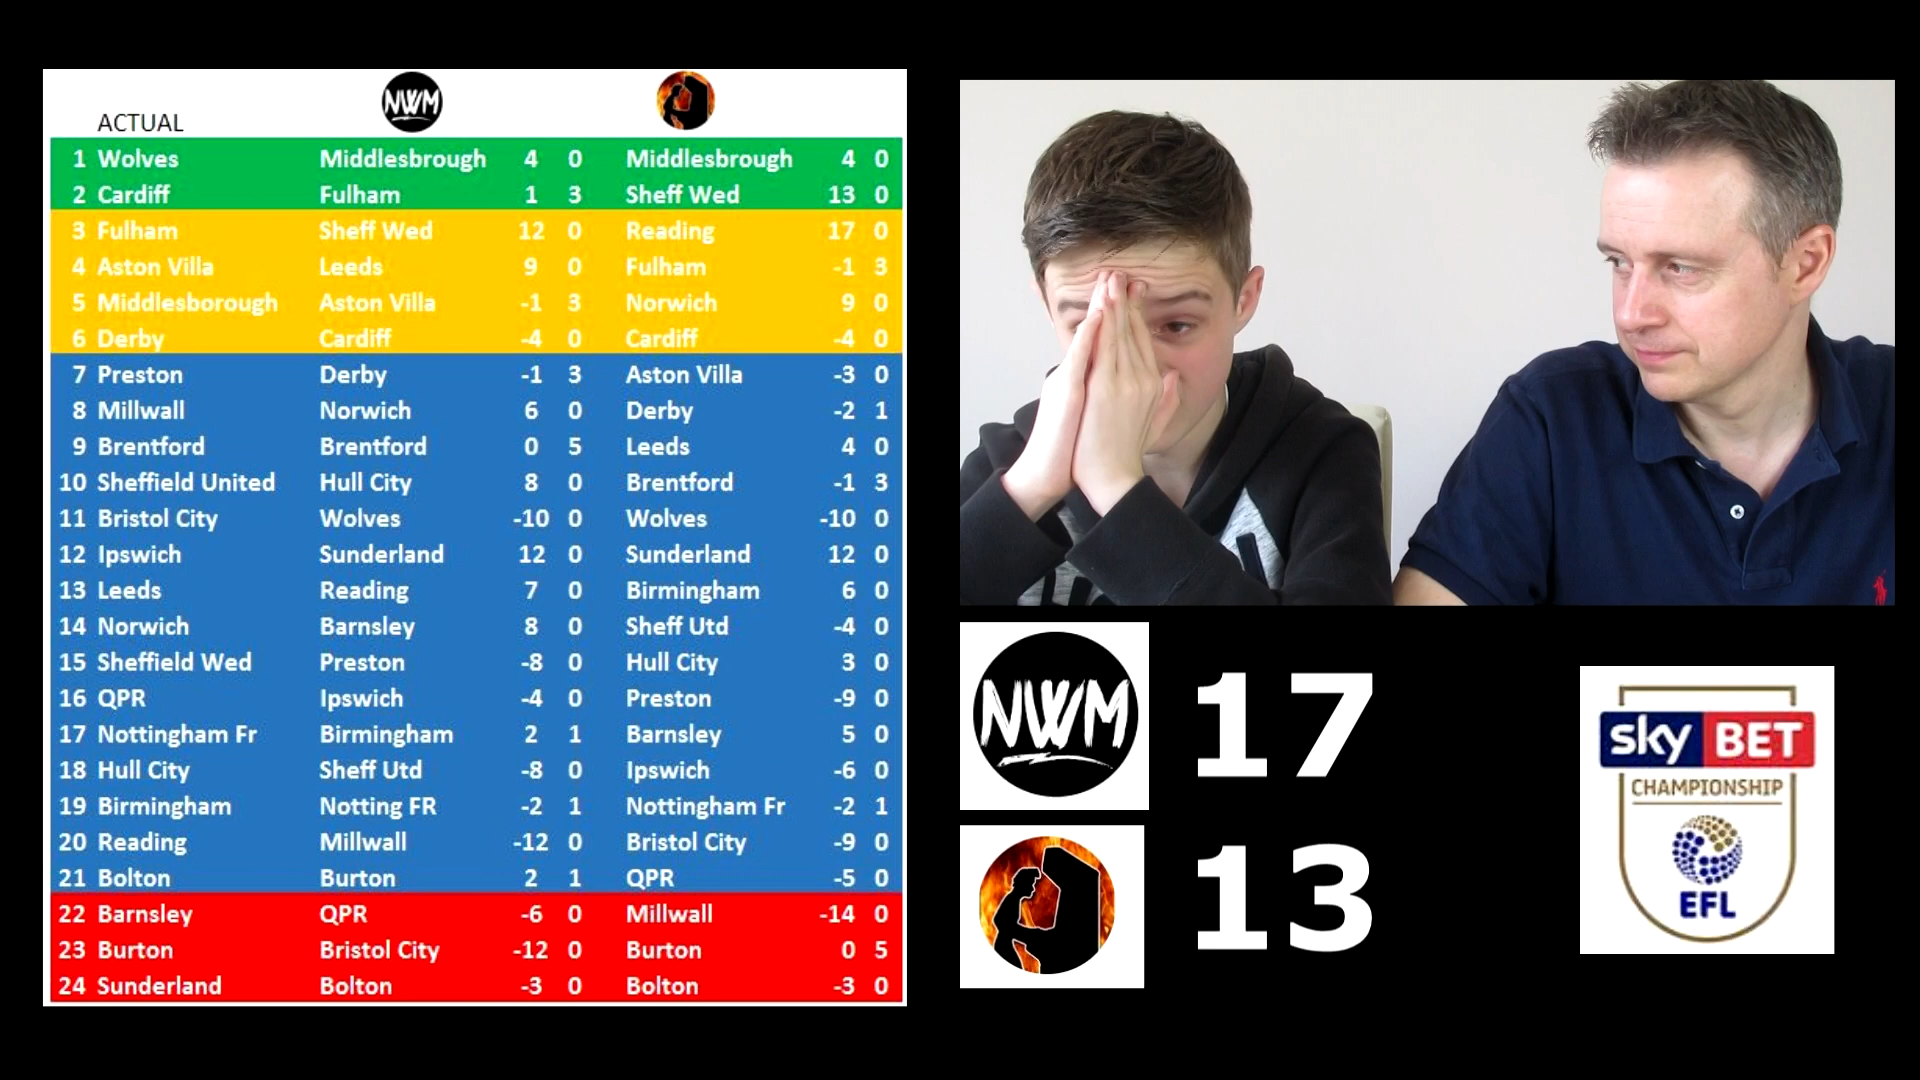 NWM
ACTUAL
1 Wolves Middlesbrough 4 0 Middlesbrough 4 0
2 Cardiff Fulham 1 3 Sheff Wed 13 0
3 Fulham Sheff Wed 12 0 Reading 17 0
4 Aston Villa Leeds 9 0 Fulham -1 3
5 Middlesborough Aston Villa -1 3 Norwich 9 0
6 Derby Cardiff -4 0 Cardiff -4 0
7 Preston Derby -1 3 Aston Villa -3 0
8 Millwall Norwich 6 0 Derby -2 1
9 Brentford Brentford 0 5 Leeds 4 0
10 Sheffield United Hull City 8 0 Brentford -1 3
11 Bristol City Wolves -10 0 Wolves -10 0
12 Ipswich Sunderland 12 0 Sunderland 12 0
13 Leeds Reading 7 0 Birmingham 6 0
14 Norwich Barnsley 8 0 Sheff Utd -4 0
15 Sheffield Wed Preston -8 0 Hull City 3 0
16 QPR Ipswich -4 0 Preston -9 0
17 Nottingham Fr Birmingham 2 1 Barnsley 5 0
18 Hull City Sheff Utd -8 0 Ipswich -6 0
19 Birmingham Notting FR -2 1 Nottingham Fr -2 1
20 Reading Millwall -12 0 Bristol City -9 0
21 Bolton Burton 2 1 QPR -5 0
22 Barnsley QPR -6 0 Millwall -14 0
23 Burton Bristol City -12 0 Burton 0 5
24 Sunderland Bolton -3 0 Bolton -3 0
NWM 17
13
sky BET
CHAMPIONSHIP
EFL